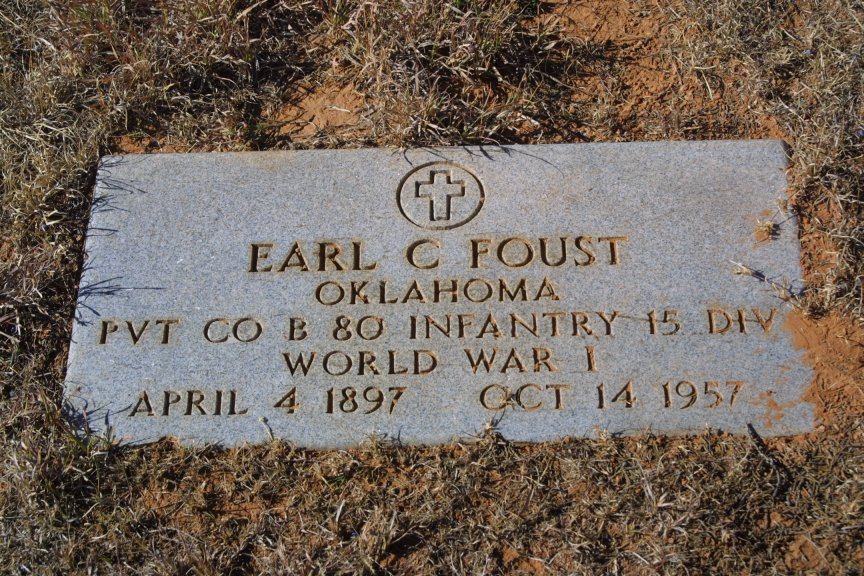 EARL C FOUST
OKLAHOMA
PVT CO B 80 INFANTRY 15 DIV
WORLD WAR I
APRIL 4 1897 OCT 14 1957